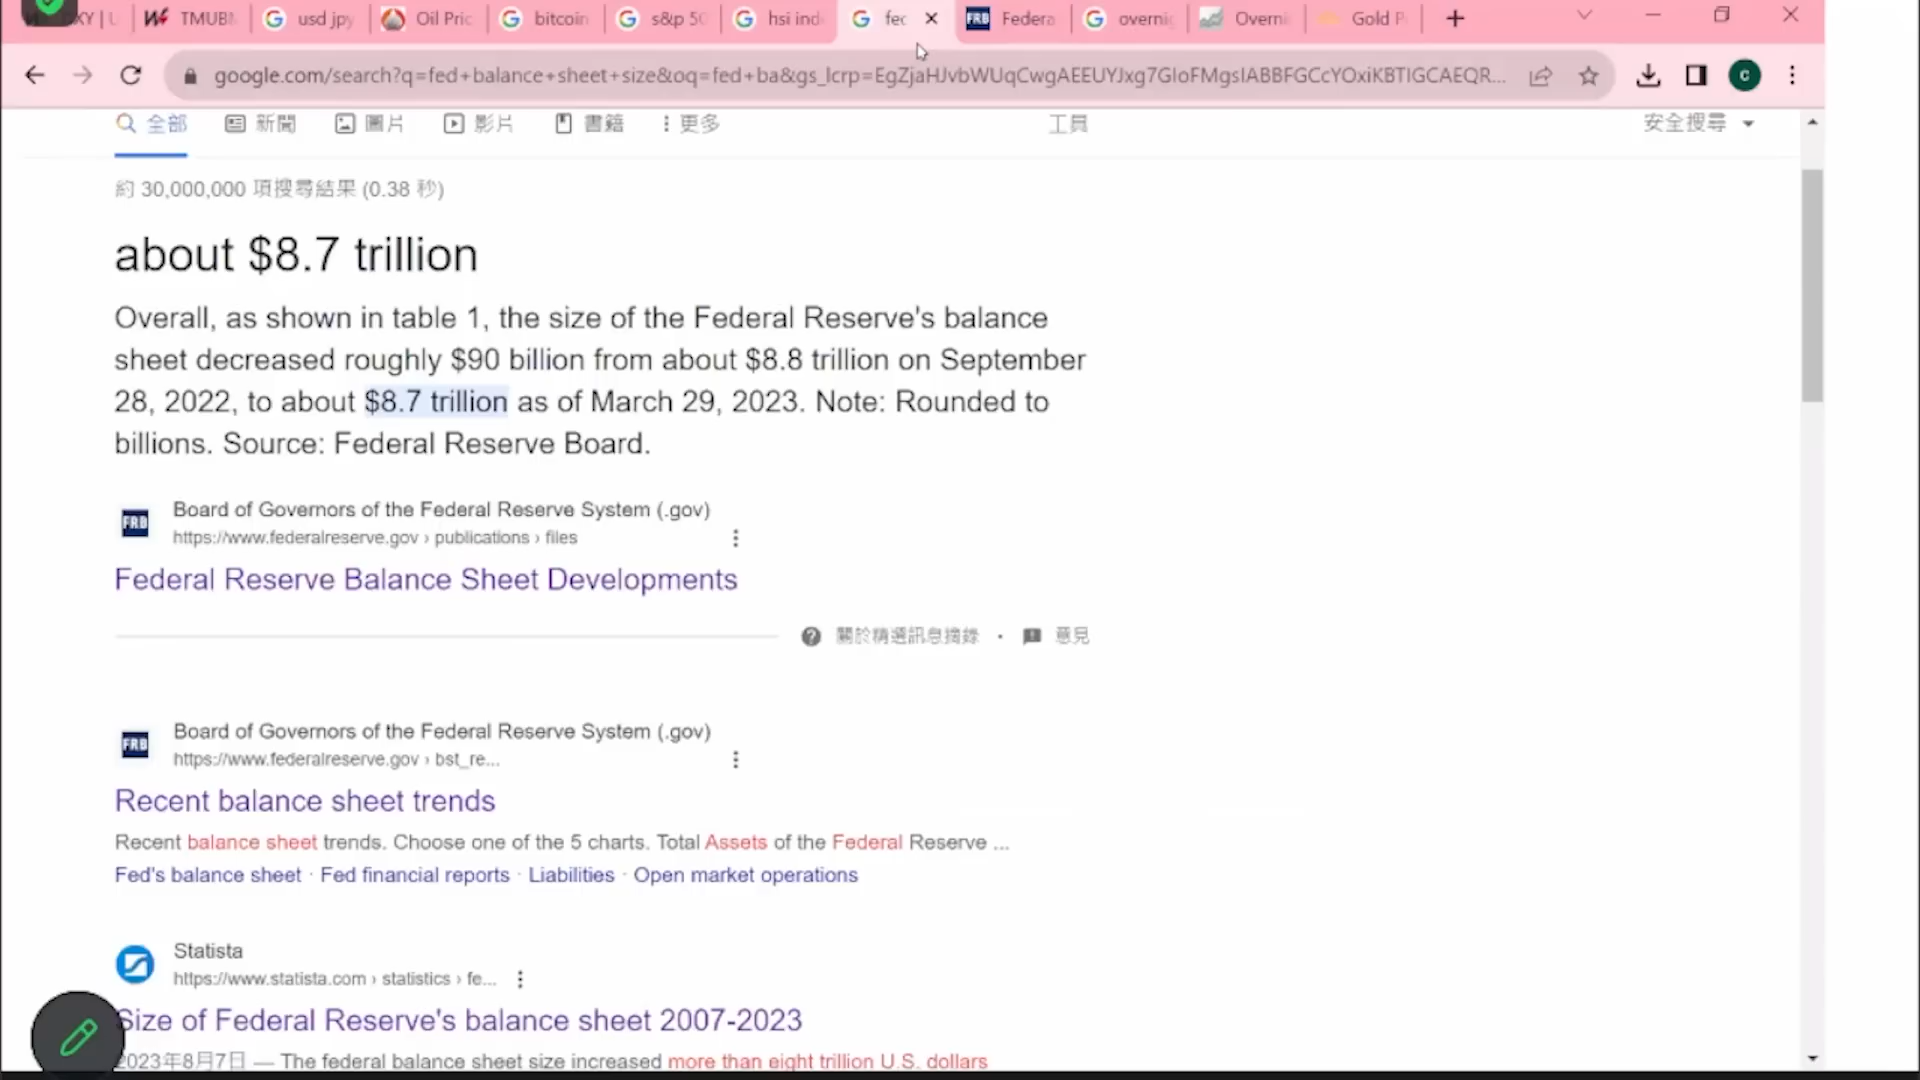 XY | U
TMUBM
usd jpy
Oil Pric
bitcoin
s&p 50
hsi ind
fed
Federa
overnig
Overni
Gold P
google.com/search?q=fed+balance+sheet+size&oq=fed+ba&gs_lcrp=EgZjaHJvbWUqCwgAEEUYJxg7GIoFMgsIABBFGCcYOxiKBTIGCAEQR...
C
全部
新聞
圖片
影片
書籍
更多
工具
安全搜尋
約 30,000,000 項搜尋結果 (0.38 秒)
about $8.7 trillion
Overall, as shown in table 1, the size of the Federal Reserve's balance
sheet decreased roughly $90 billion from about $8.8 trillion on September
28, 2022, to about $8.7 trillion as of March 29, 2023. Note: Rounded to
billions. Source: Federal Reserve Board.
FRB
Board of Governors of the Federal Reserve System (.gov)
https://www.federalreserve.gov › publications › files
Federal Reserve Balance Sheet Developments
關於精選訊息摘錄 · 意見
FRB
Board of Governors of the Federal Reserve System (.gov)
https://www.federalreserve.gov › bst_re...
Recent balance sheet trends
Recent balance sheet trends. Choose one of the 5 charts. Total Assets of the Federal Reserve ...
Fed's balance sheet · Fed financial reports · Liabilities · Open market operations
Statista
https://www.statista.com › statistics › fe...
Size of Federal Reserve's balance sheet 2007-2023
2023年8月7日 — The federal balance sheet size increased more than eight trillion U.S. dollars